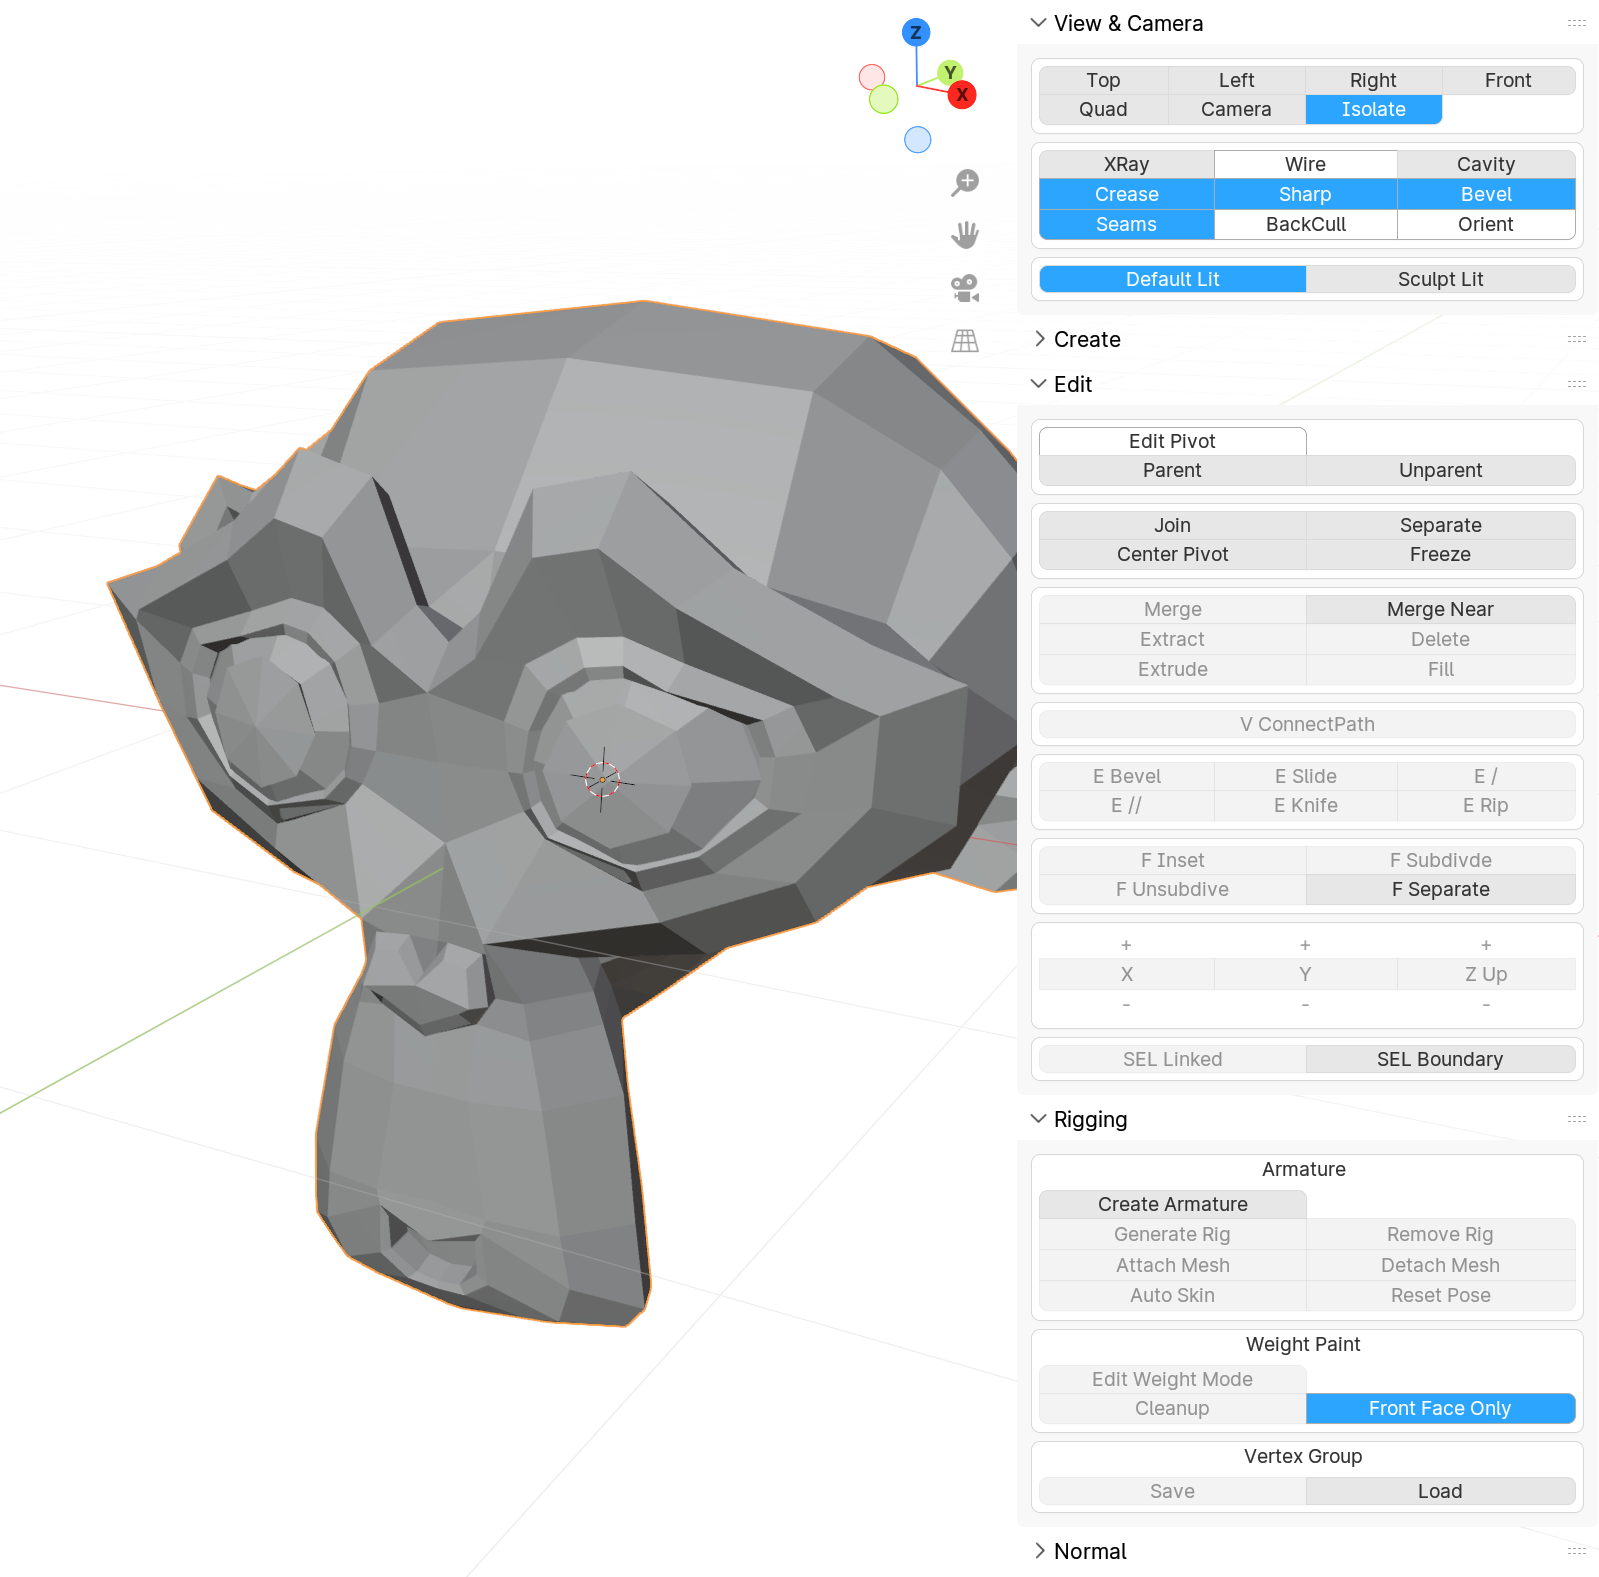 Z
Y
X
View & Camera
Top Left Right Front
Quad Camera Isolate
XRay Wire Cavity
Crease Sharp Bevel
Seams BackCull Orient
Default Lit Sculpt Lit
Create
Edit
Edit Pivot
Parent Unparent
Join Separate
Center Pivot Freeze
Merge Merge Near
Extract Delete
Extrude Fill
V ConnectPath
E Bevel E Slide E /
E // E Knife E Rip
F Inset F Subdivde
F Unsubdive F Separate
+ + +
X Y Z Up
- - -
SEL Linked SEL Boundary
Rigging
Armature
Create Armature
Generate Rig Remove Rig
Attach Mesh Detach Mesh
Auto Skin Reset Pose
Weight Paint
Edit Weight Mode
Cleanup Front Face Only
Vertex Group
Save Load
Normal